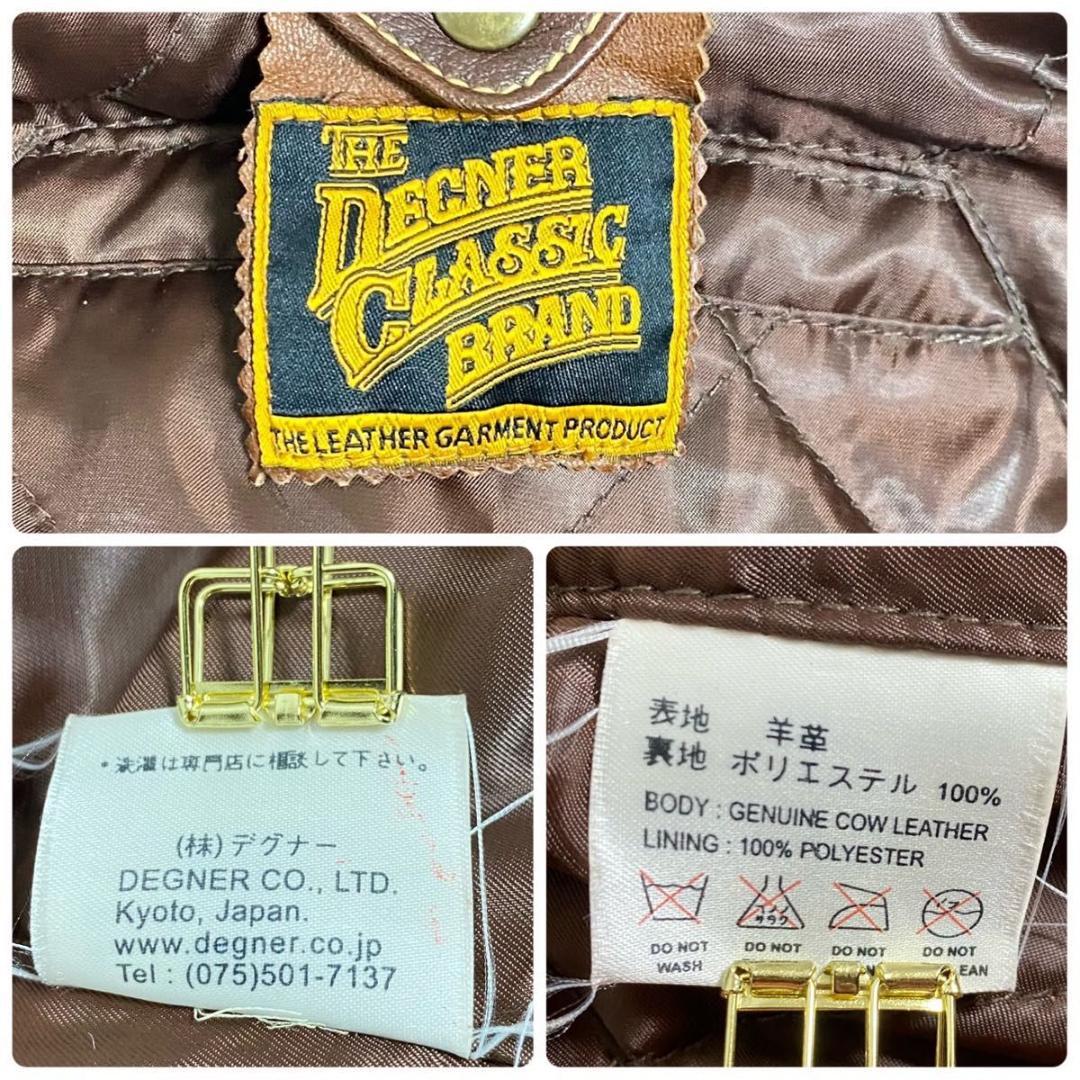 THE
DEGNER
CLASSIC
BRAND
THE LEATHER GARMENT PRODUCT
・洗濯は専門店に相談して下さい。
(株)デグナー
DEGNER CO., LTD.
Kyoto, Japan.
www.degner.co.jp
Tel : (075)501-7137
表地 羊革
裏地 ポリエステル 100%
BODY : GENUINE COW LEATHER
LINING : 100% POLYESTER
DO NOT WASH
DO NOT
DO NOT
DO NOT